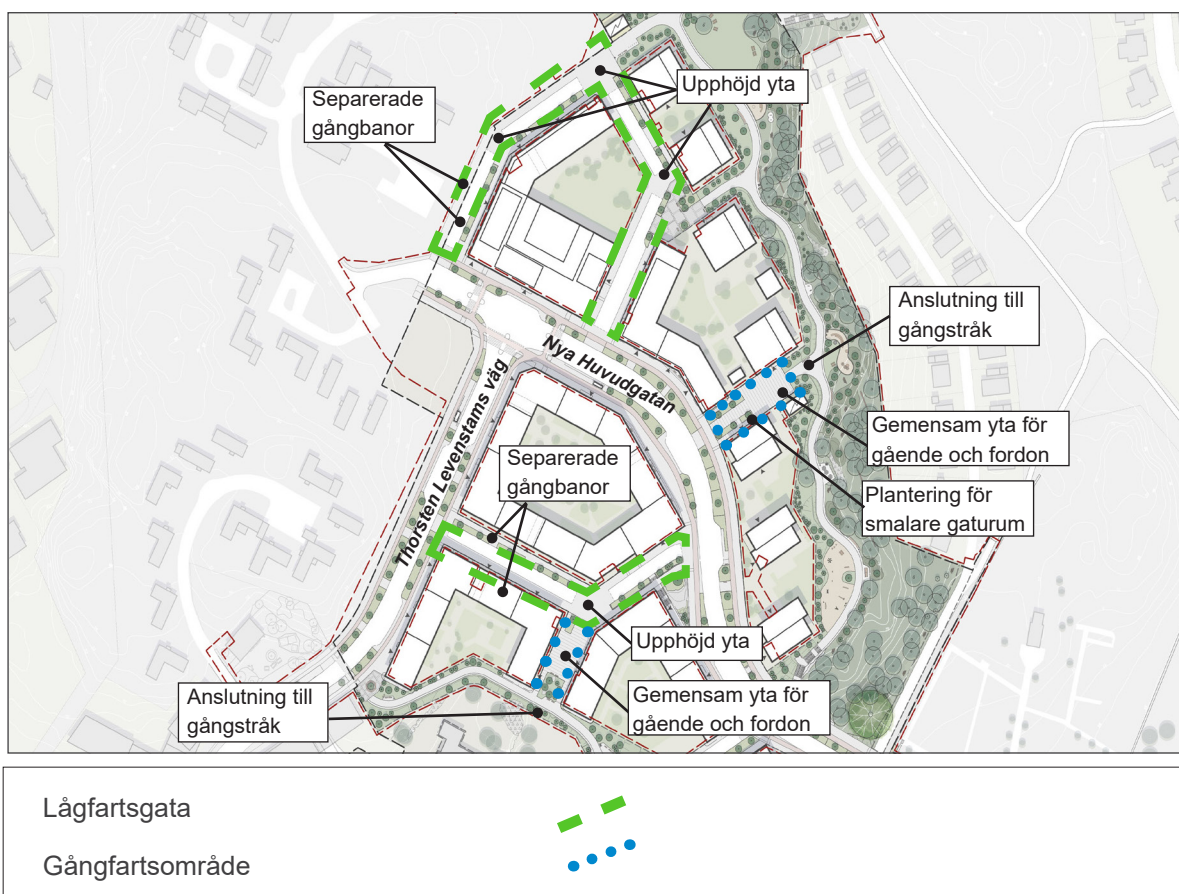 Upphöjd yta
Separerade
gångbanor
Anslutning till
gångstråk
Nya Huvudgatan
Thorsten Levenstams väg
Gemensam yta för
gående och fordon
Separerade
gångbanor
Plantering för
smalare gaturum
Upphöjd yta
Anslutning till
gångstråk
Gemensam yta för
gående och fordon
Lågfartsgata
Gångfartsområde